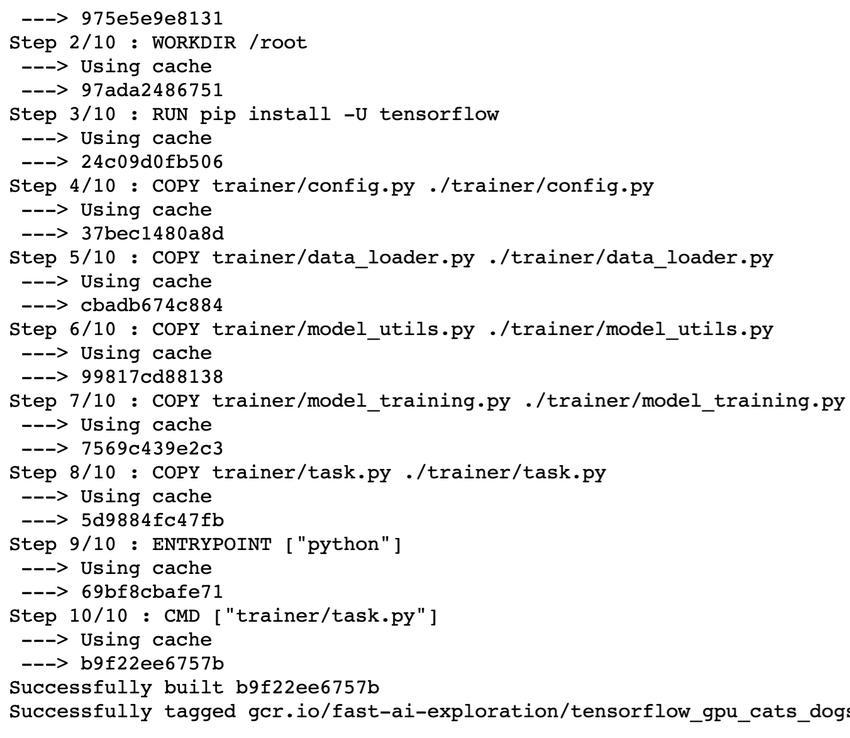 ---> 975e5e9e8131
Step 2/10 : WORKDIR /root
---> Using cache
---> 97ada2486751
Step 3/10 : RUN pip install -U tensorflow
---> Using cache
---> 24c09d0fb506
Step 4/10 : COPY trainer/config.py ./trainer/config.py
---> Using cache
---> 37bec1480a8d
Step 5/10 : COPY trainer/data_loader.py ./trainer/data_loader.py
---> Using cache
---> cbadb674c884
Step 6/10 : COPY trainer/model_utils.py ./trainer/model_utils.py
---> Using cache
---> 99817cd88138
Step 7/10 : COPY trainer/model_training.py ./trainer/model_training.py
---> Using cache
---> 7569c439e2c3
Step 8/10 : COPY trainer/task.py ./trainer/task.py
---> Using cache
---> 5d9884fc47fb
Step 9/10 : ENTRYPOINT ["python"]
---> Using cache
---> 69bf8cbafe71
Step 10/10 : CMD ["trainer/task.py"]
---> Using cache
---> b9f22ee6757b
Successfully built b9f22ee6757b
Successfully tagged gcr.io/fast-ai-exploration/tensorflow_gpu_cats_dogs